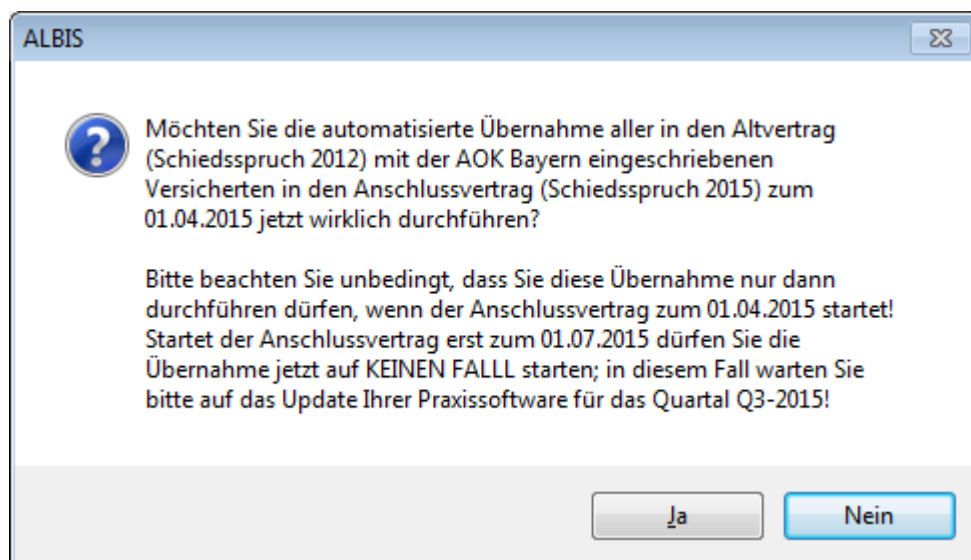 ALBIS
Möchten Sie die automatisierte Übernahme aller in den Altvertrag
(Schiedsspruch 2012) mit der AOK Bayern eingeschriebenen
Versicherten in den Anschlussvertrag (Schiedsspruch 2015) zum
01.04.2015 jetzt wirklich durchführen?
Bitte beachten Sie unbedingt, dass Sie diese Übernahme nur dann
durchführen dürfen, wenn der Anschlussvertrag zum 01.04.2015 startet!
Startet der Anschlussvertrag erst zum 01.07.2015 dürfen Sie die
Übernahme jetzt auf KEINEN FALLL starten; in diesem Fall warten Sie
bitte auf das Update Ihrer Praxissoftware für das Quartal Q3-2015!
Ja
Nein